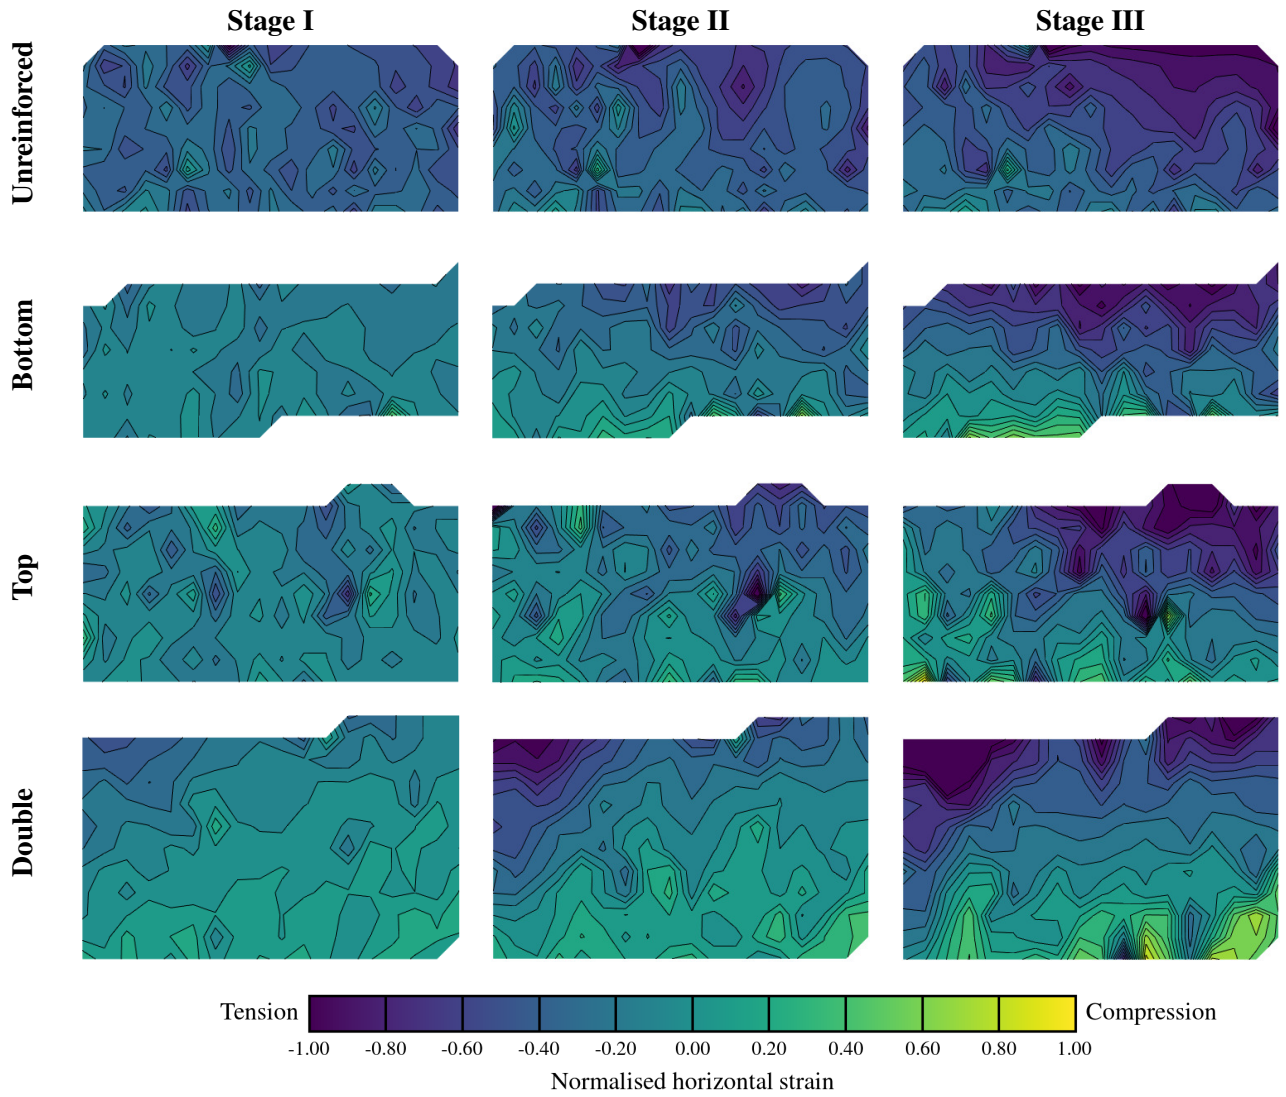 Stage I
Stage II
Stage III
Unreinforced
Bottom
Top
Double
Tension
Compression
-1.00
-0.80
-0.60
-0.40
-0.20
0.00
0.20
0.40
0.60
0.80
1.00
Normalised horizontal strain